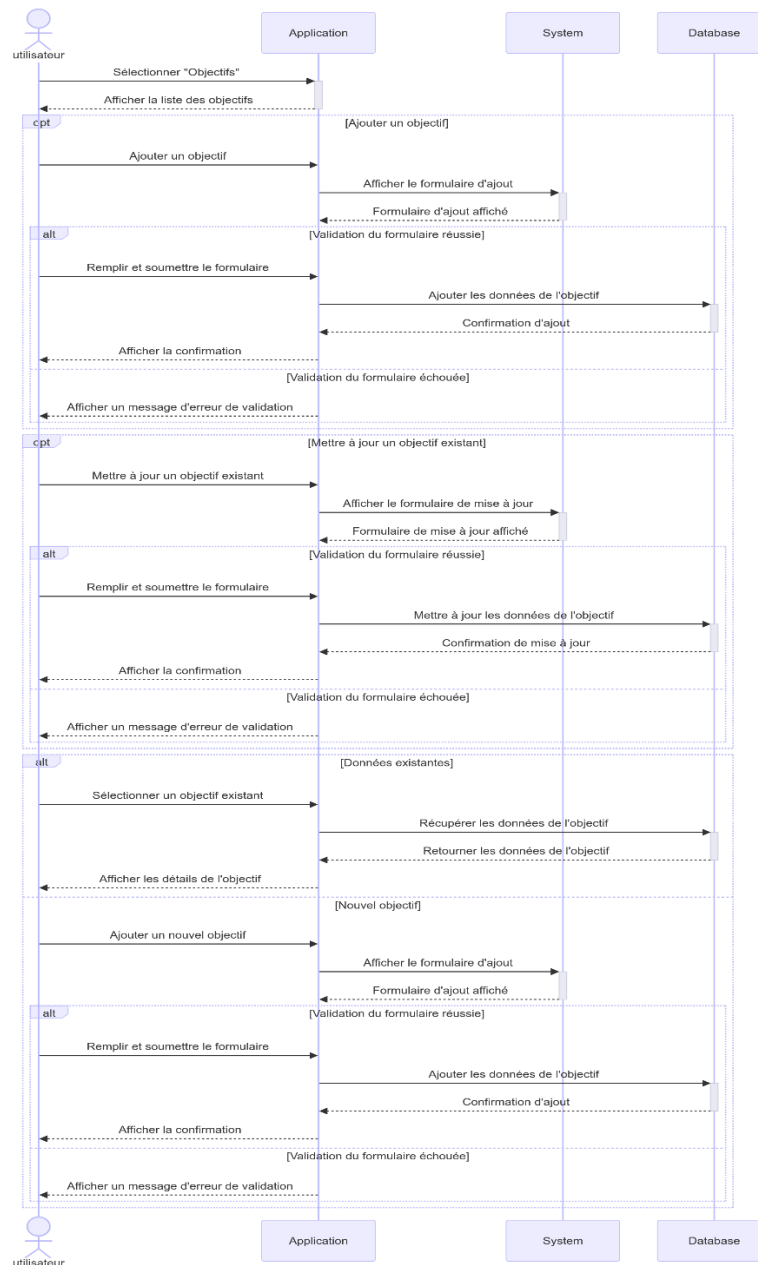 utilisateur
Application
System
Database
Sélectionner "Objectifs"
Afficher la liste des objectifs
opt
[Ajouter un objectif]
Ajouter un objectif
Afficher le formulaire d'ajout
Formulaire d'ajout affiché
alt
[Validation du formulaire réussie]
Remplir et soumettre le formulaire
Ajouter les données de l'objectif
Confirmation d'ajout
Afficher la confirmation
[Validation du formulaire échouée]
Afficher un message d'erreur de validation
opt
[Mettre à jour un objectif existant]
Mettre à jour un objectif existant
Afficher le formulaire de mise à jour
Formulaire de mise à jour affiché
alt
[Validation du formulaire réussie]
Remplir et soumettre le formulaire
Mettre à jour les données de l'objectif
Confirmation de mise à jour
Afficher la confirmation
[Validation du formulaire échouée]
Afficher un message d'erreur de validation
alt
[Données existantes]
Sélectionner un objectif existant
Récupérer les données de l'objectif
Retourner les données de l'objectif
Afficher les détails de l'objectif
[Nouvel objectif]
Ajouter un nouvel objectif
Afficher le formulaire d'ajout
Formulaire d'ajout affiché
alt
[Validation du formulaire réussie]
Remplir et soumettre le formulaire
Ajouter les données de l'objectif
Confirmation d'ajout
Afficher la confirmation
[Validation du formulaire échouée]
Afficher un message d'erreur de validation
utilisateur
Application
System
Database